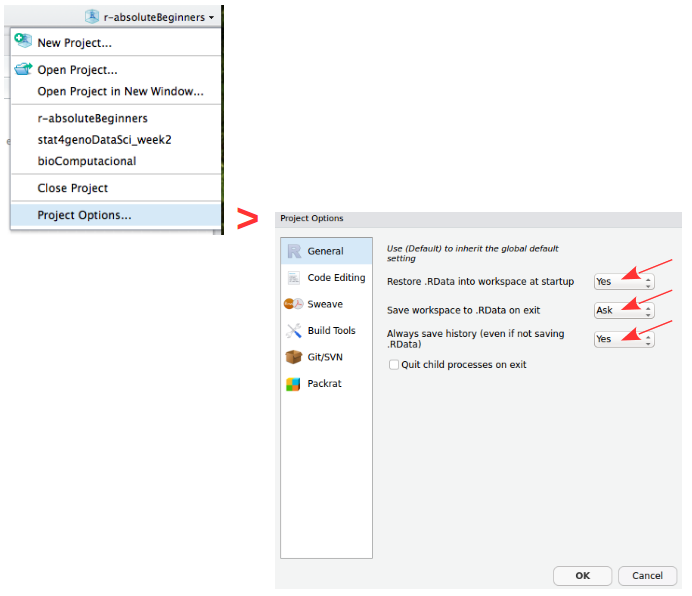 r-absoluteBeginners
New Project...
Open Project...
Open Project in New Window...
r-absoluteBeginners
stat4genoDataSci_week2
bioComputacional
Close Project
Project Options...
>
Project Options
General
Code Editing
Sweave
Build Tools
Git/SVN
Packrat
Use (Default) to inherit the global default
setting
Restore .RData into workspace at startup Yes
Save workspace to .RData on exit Ask
Always save history (even if not saving
.RData) Yes
Quit child processes on exit
OK Cancel